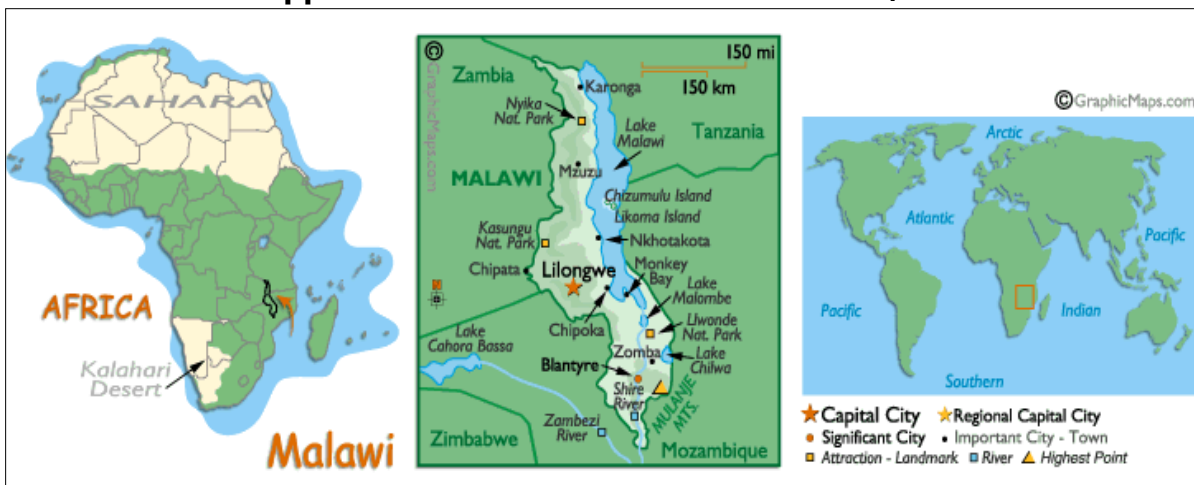 SAHARA
AFRICA
Kalahari
Desert
Malawi
©GraphicMaps.com
150 mi
150 km
Zambia
Karonga
Nyika
Nat. Park
Lake
Malawi
Tanzania
Mzuzu
MALAWI
Chizumulu Island
Likoma Island
Kasungu
Nat. Park
Nkhotakota
Chipata
Lilongwe
Monkey
Bay
Lake
Malombe
Chipoka
Liwonde
Nat. Park
Lake
Cahora Bassa
Zomba
Lake
Chilwa
Blantyre
Shire
River
MULANJE
MTS.
Zambezi
River
Zimbabwe
Mozambique
©GraphicMaps.com
Arctic
Atlantic
Pacific
Pacific
Indian
Southern
Capital City
Regional Capital City
Significant City
Important City - Town
Attraction - Landmark
River
Highest Point